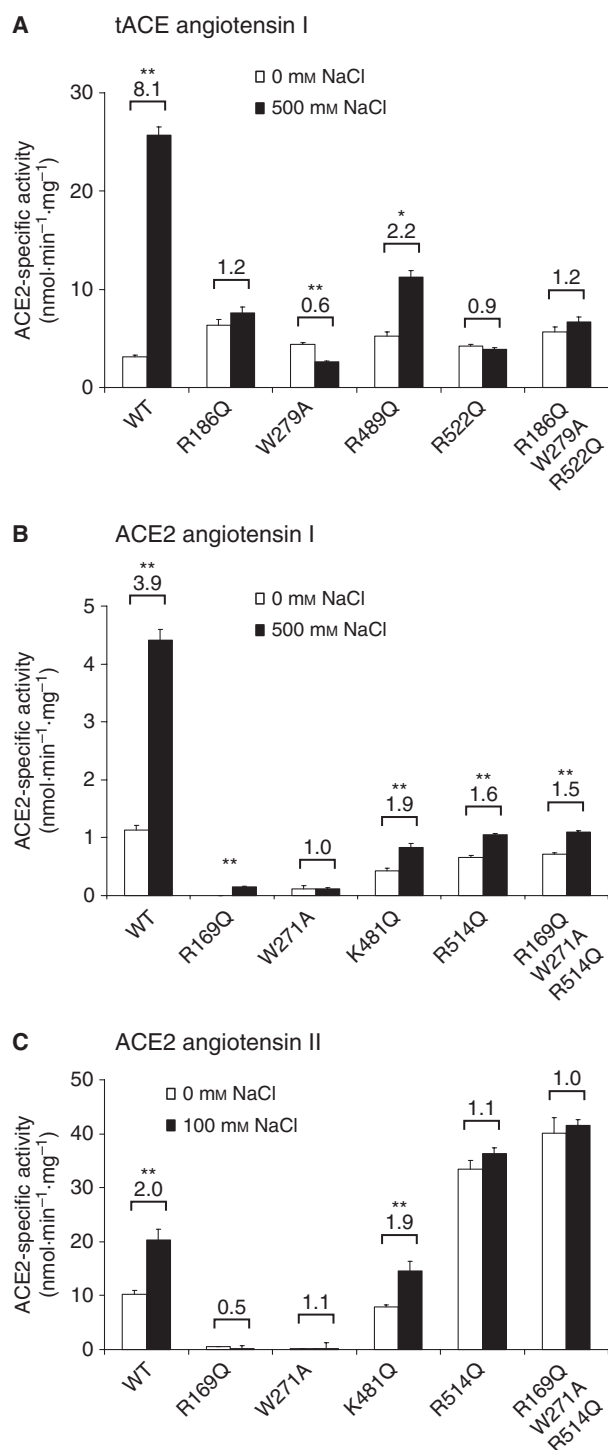 A tACE angiotensin I
0 mM NaCl
500 mM NaCl
ACE2-specific activity
(nmol·min⁻¹·mg⁻¹)
30
20
10
0
**
8.1
1.2
**
0.6
*
2.2
0.9
1.2
WT
R186Q
W279A
R489Q
R522Q
R186Q
W279A
R522Q
B ACE2 angiotensin I
0 mM NaCl
500 mM NaCl
ACE2-specific activity
(nmol·min⁻¹·mg⁻¹)
5
4
3
2
1
0
**
3.9
**
1.0
**
1.9
**
1.6
**
1.5
WT
R169Q
W271A
K481Q
R514Q
R169Q
W271A
R514Q
C ACE2 angiotensin II
0 mM NaCl
100 mM NaCl
ACE2-specific activity
(nmol·min⁻¹·mg⁻¹)
50
40
30
20
10
0
**
2.0
0.5
1.1
**
1.9
1.1
1.0
WT
R169Q
W271A
K481Q
R514Q
R169Q
W271A
R514Q